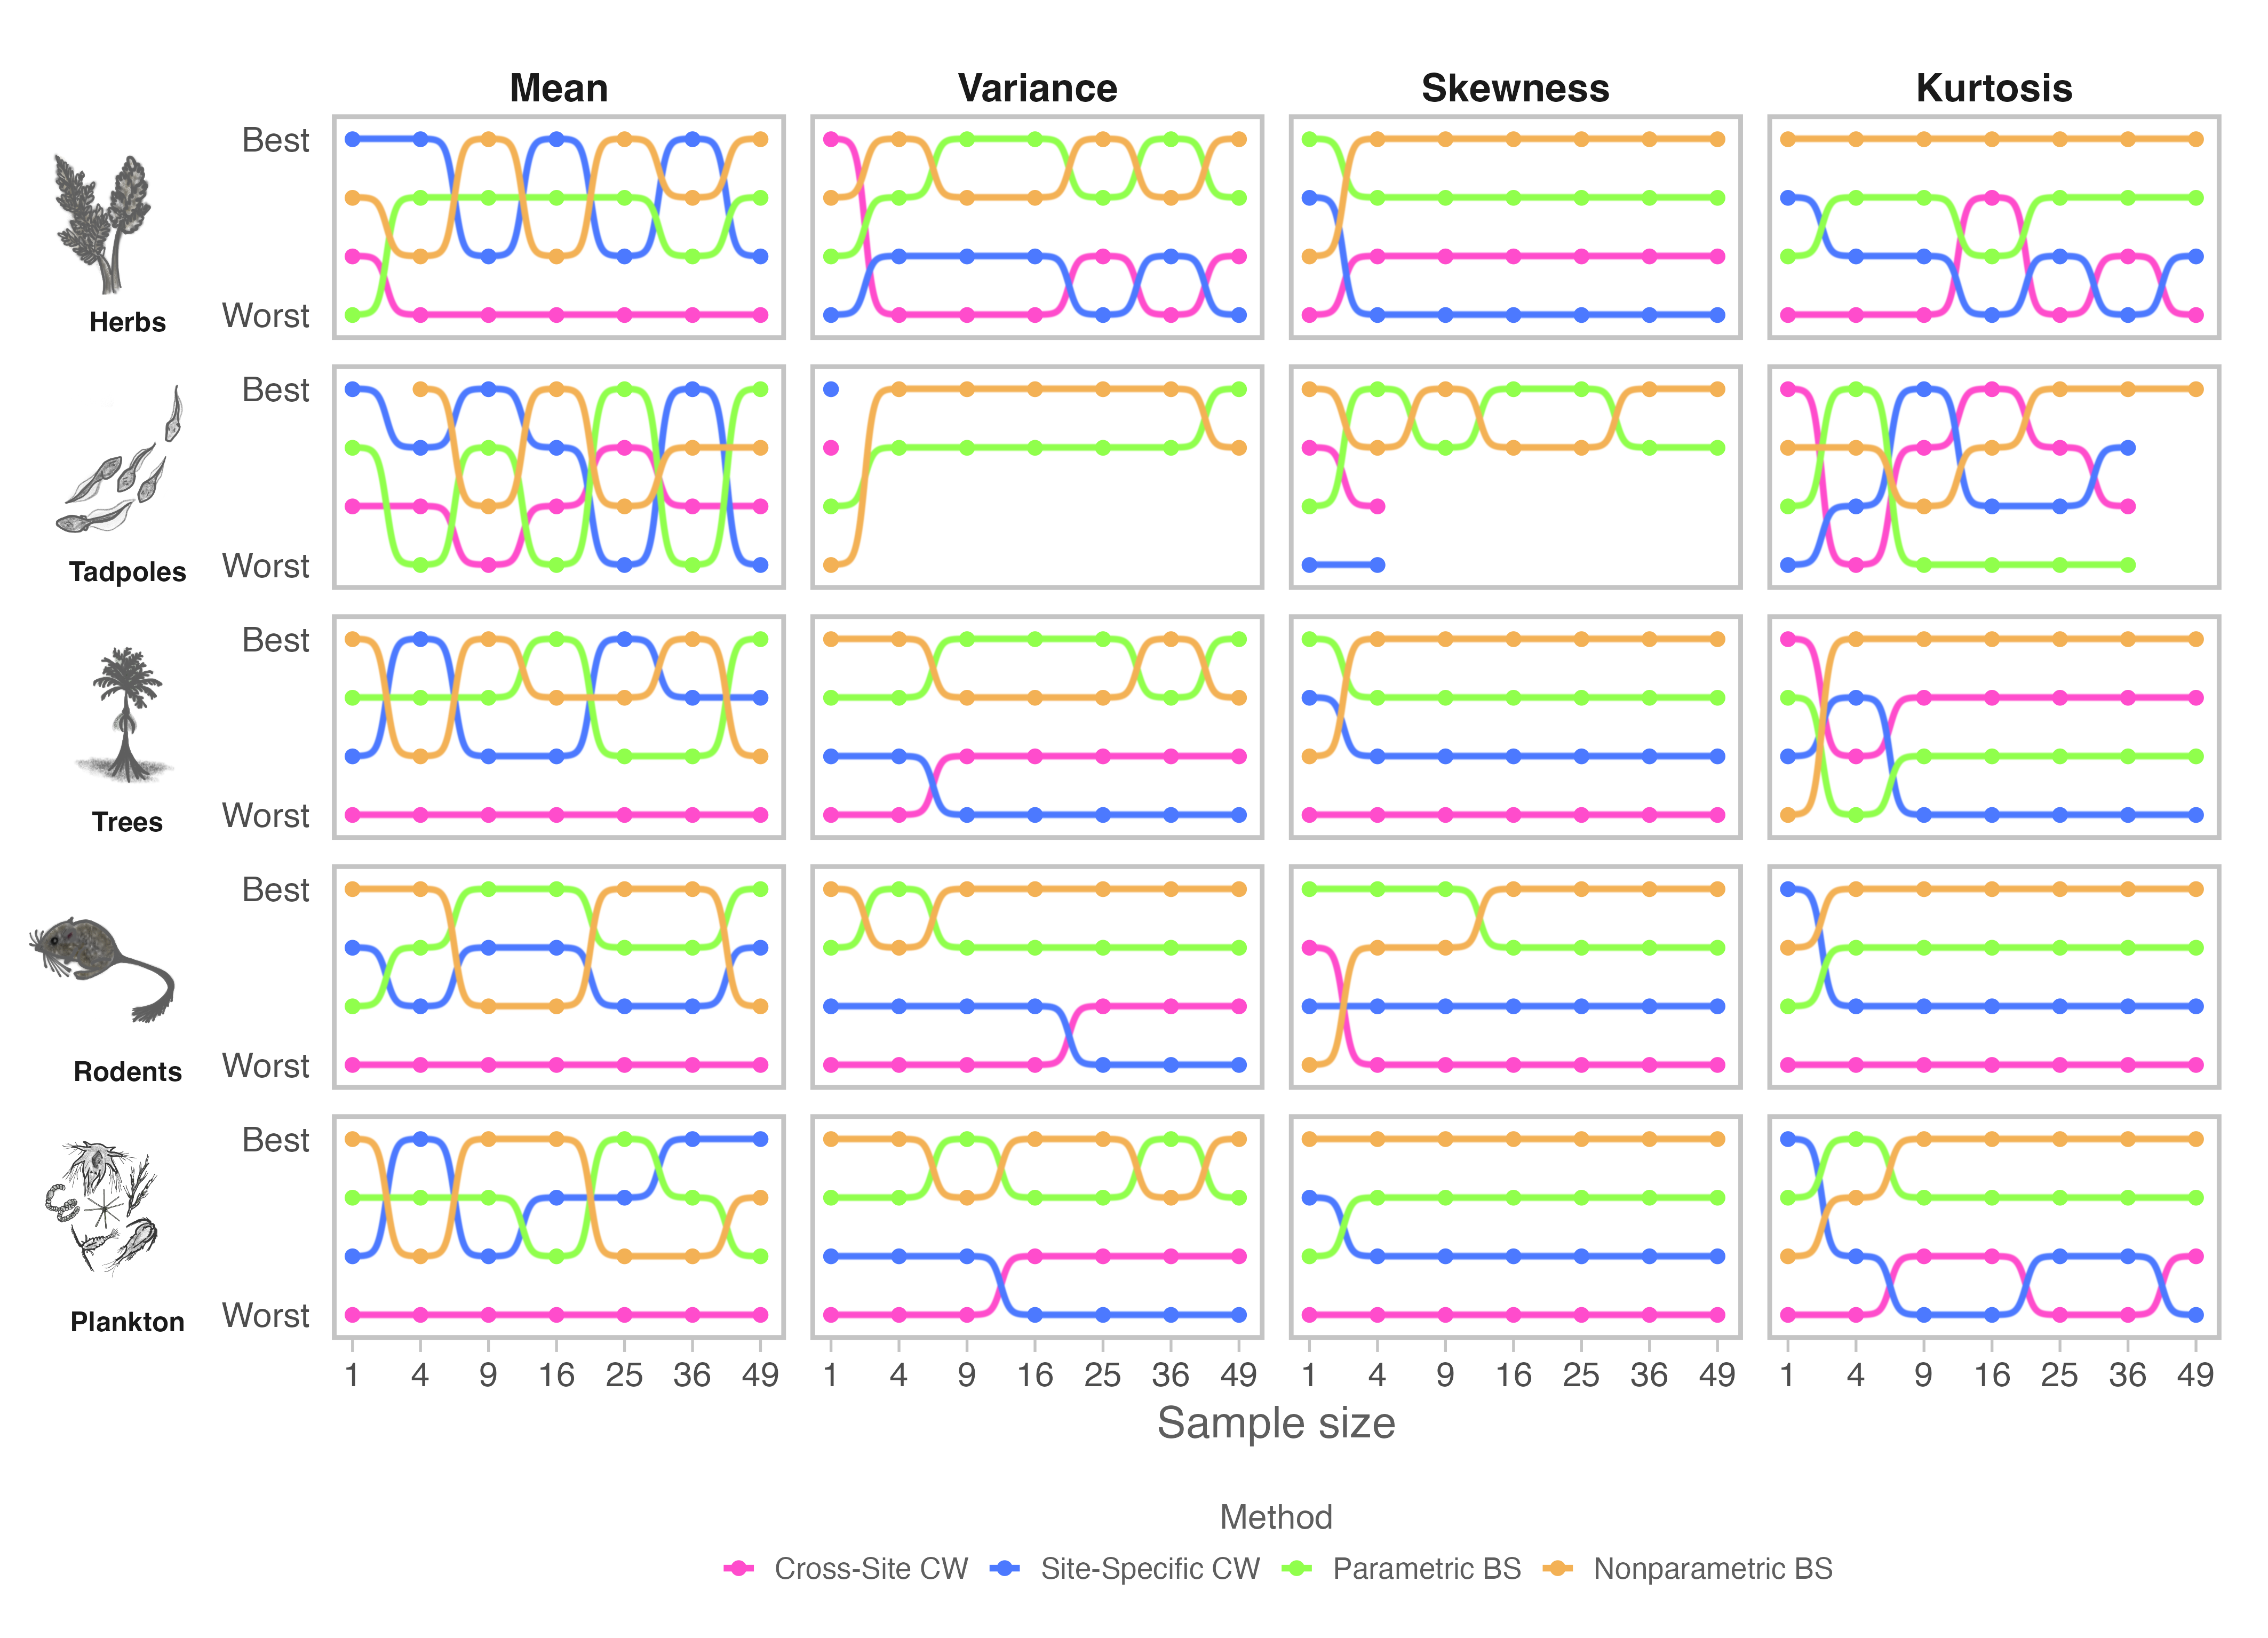 Mean Variance Skewness Kurtosis
Best
Herbs
Worst
Best
Tadpoles
Worst
Best
Trees
Worst
Best
Rodents
Worst
Best
Plankton
Worst
1 4 9 16 25 36 49 1 4 9 16 25 36 49 1 4 9 16 25 36 49 1 4 9 16 25 36 49
Sample size
Method
Cross-Site CW Site-Specific CW Parametric BS Nonparametric BS